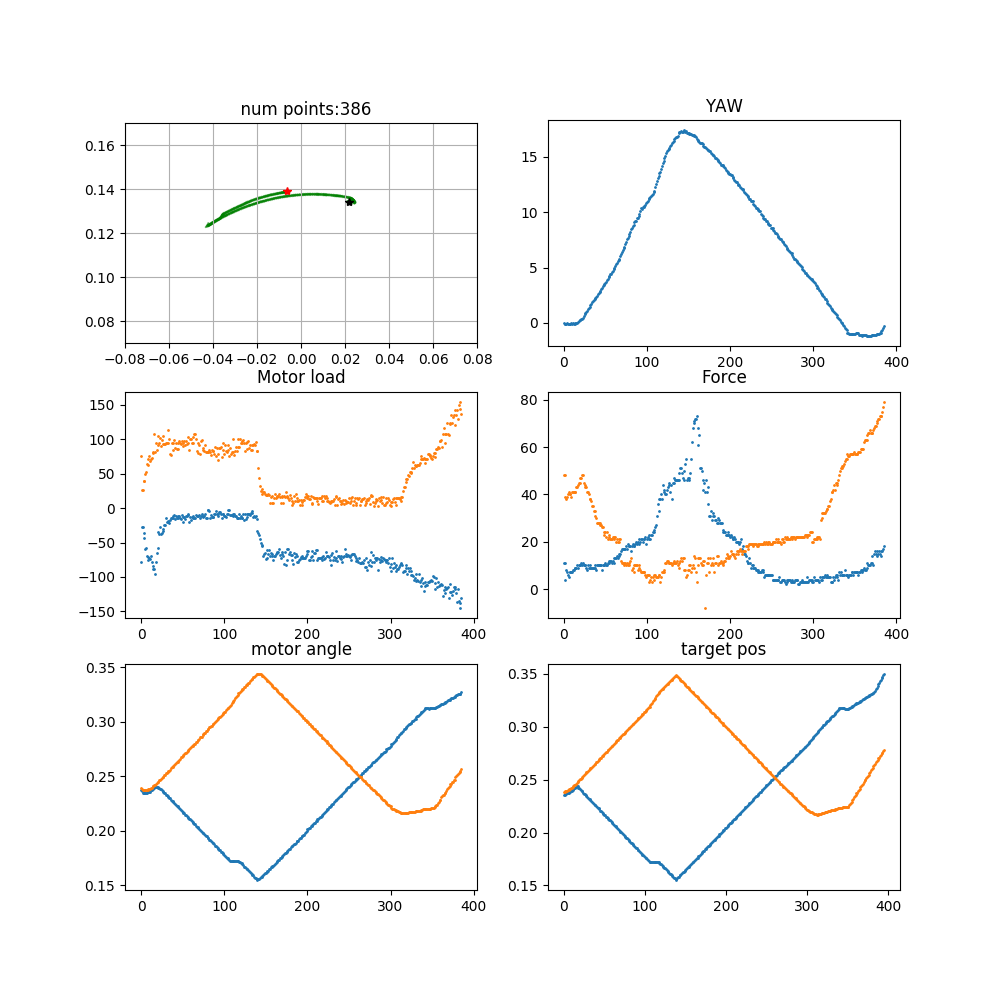 num points:386
0.16
0.14
0.12
0.10
0.08
−0.08 −0.06 −0.04 −0.02 0.00 0.02 0.04 0.06 0.08
YAW
15
10
5
0
0 100 200 300 400
Motor load
150
100
50
0
−50
−100
−150
0 100 200 300 400
Force
80
60
40
20
0
0 100 200 300 400
motor angle
0.35
0.30
0.25
0.20
0.15
0 100 200 300 400
target pos
0.35
0.30
0.25
0.20
0.15
0 100 200 300 400